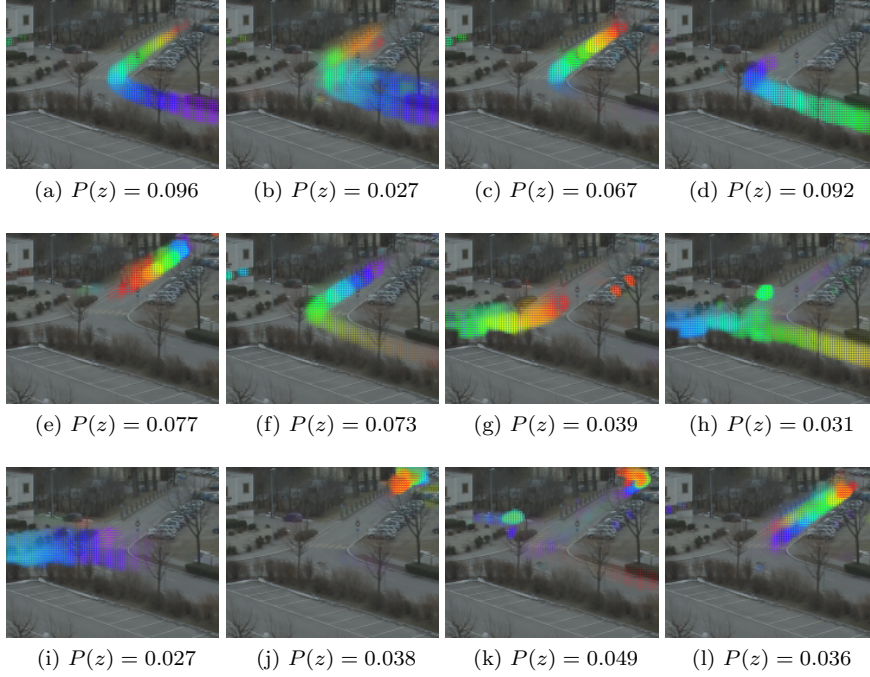 (a) P(z) = 0.096 (b) P(z) = 0.027 (c) P(z) = 0.067 (d) P(z) = 0.092
(e) P(z) = 0.077 (f) P(z) = 0.073 (g) P(z) = 0.039 (h) P(z) = 0.031
(i) P(z) = 0.027 (j) P(z) = 0.038 (k) P(z) = 0.049 (l) P(z) = 0.036